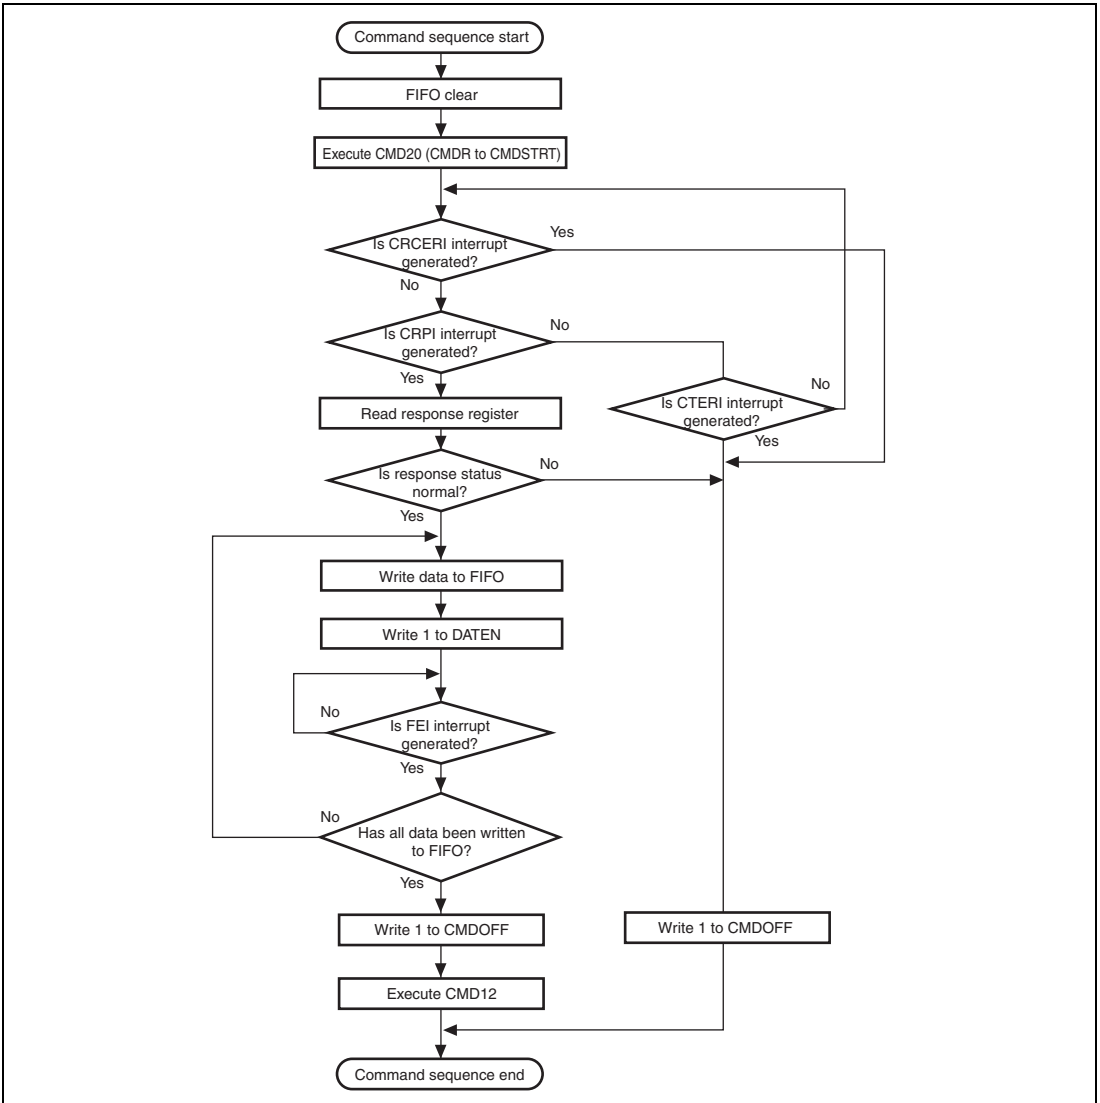 Command sequence start
FIFO clear
Execute CMD20 (CMDR to CMDSTRT)
Is CRCERI interrupt
generated?
Yes
No
Is CRPI interrupt
generated?
No
Yes
Is CTERI interrupt
generated?
No
Yes
Read response register
Is response status
normal?
No
Yes
Write data to FIFO
Write 1 to DATEN
Is FEI interrupt
generated?
No
Yes
Has all data been written
to FIFO?
No
Yes
Write 1 to CMDOFF
Write 1 to CMDOFF
Execute CMD12
Command sequence end